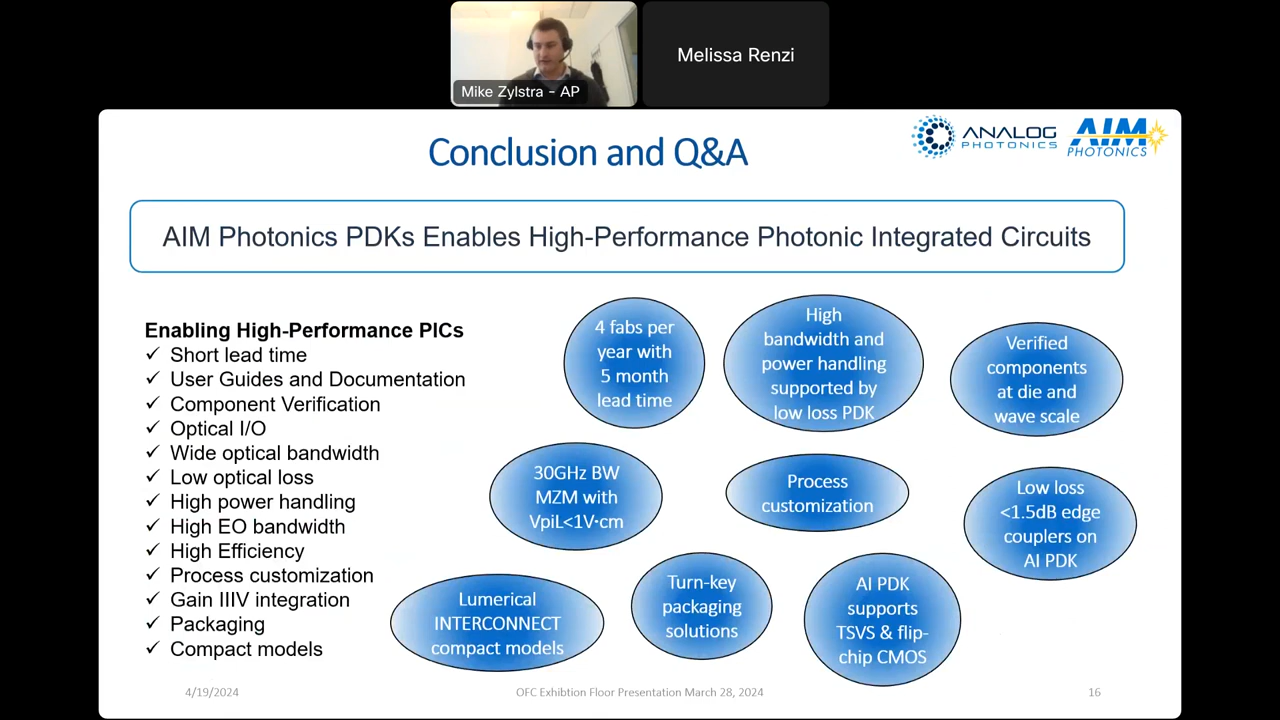 Mike Zylstra - AP
Melissa Renzi
Conclusion and Q&A
ANALOG
PHOTONICS
AIM
PHOTONICS
AIM Photonics PDKs Enables High-Performance Photonic Integrated Circuits
Enabling High-Performance PICs
✓ Short lead time
✓ User Guides and Documentation
✓ Component Verification
✓ Optical I/O
✓ Wide optical bandwidth
✓ Low optical loss
✓ High power handling
✓ High EO bandwidth
✓ High Efficiency
✓ Process customization
✓ Gain IIIV integration
✓ Packaging
✓ Compact models
4 fabs per
year with
5 month
lead time
High
bandwidth and
power handling
supported by
low loss PDK
Verified
components
at die and
wave scale
30GHz BW
MZM with
VpiL<1V·cm
Process
customization
Low loss
<1.5dB edge
couplers on
AI PDK
Lumerical
INTERCONNECT
compact models
Turn-key
packaging
solutions
AI PDK
supports
TSVS & flip-
chip CMOS
4/19/2024
OFC Exhibtion Floor Presentation March 28, 2024
16